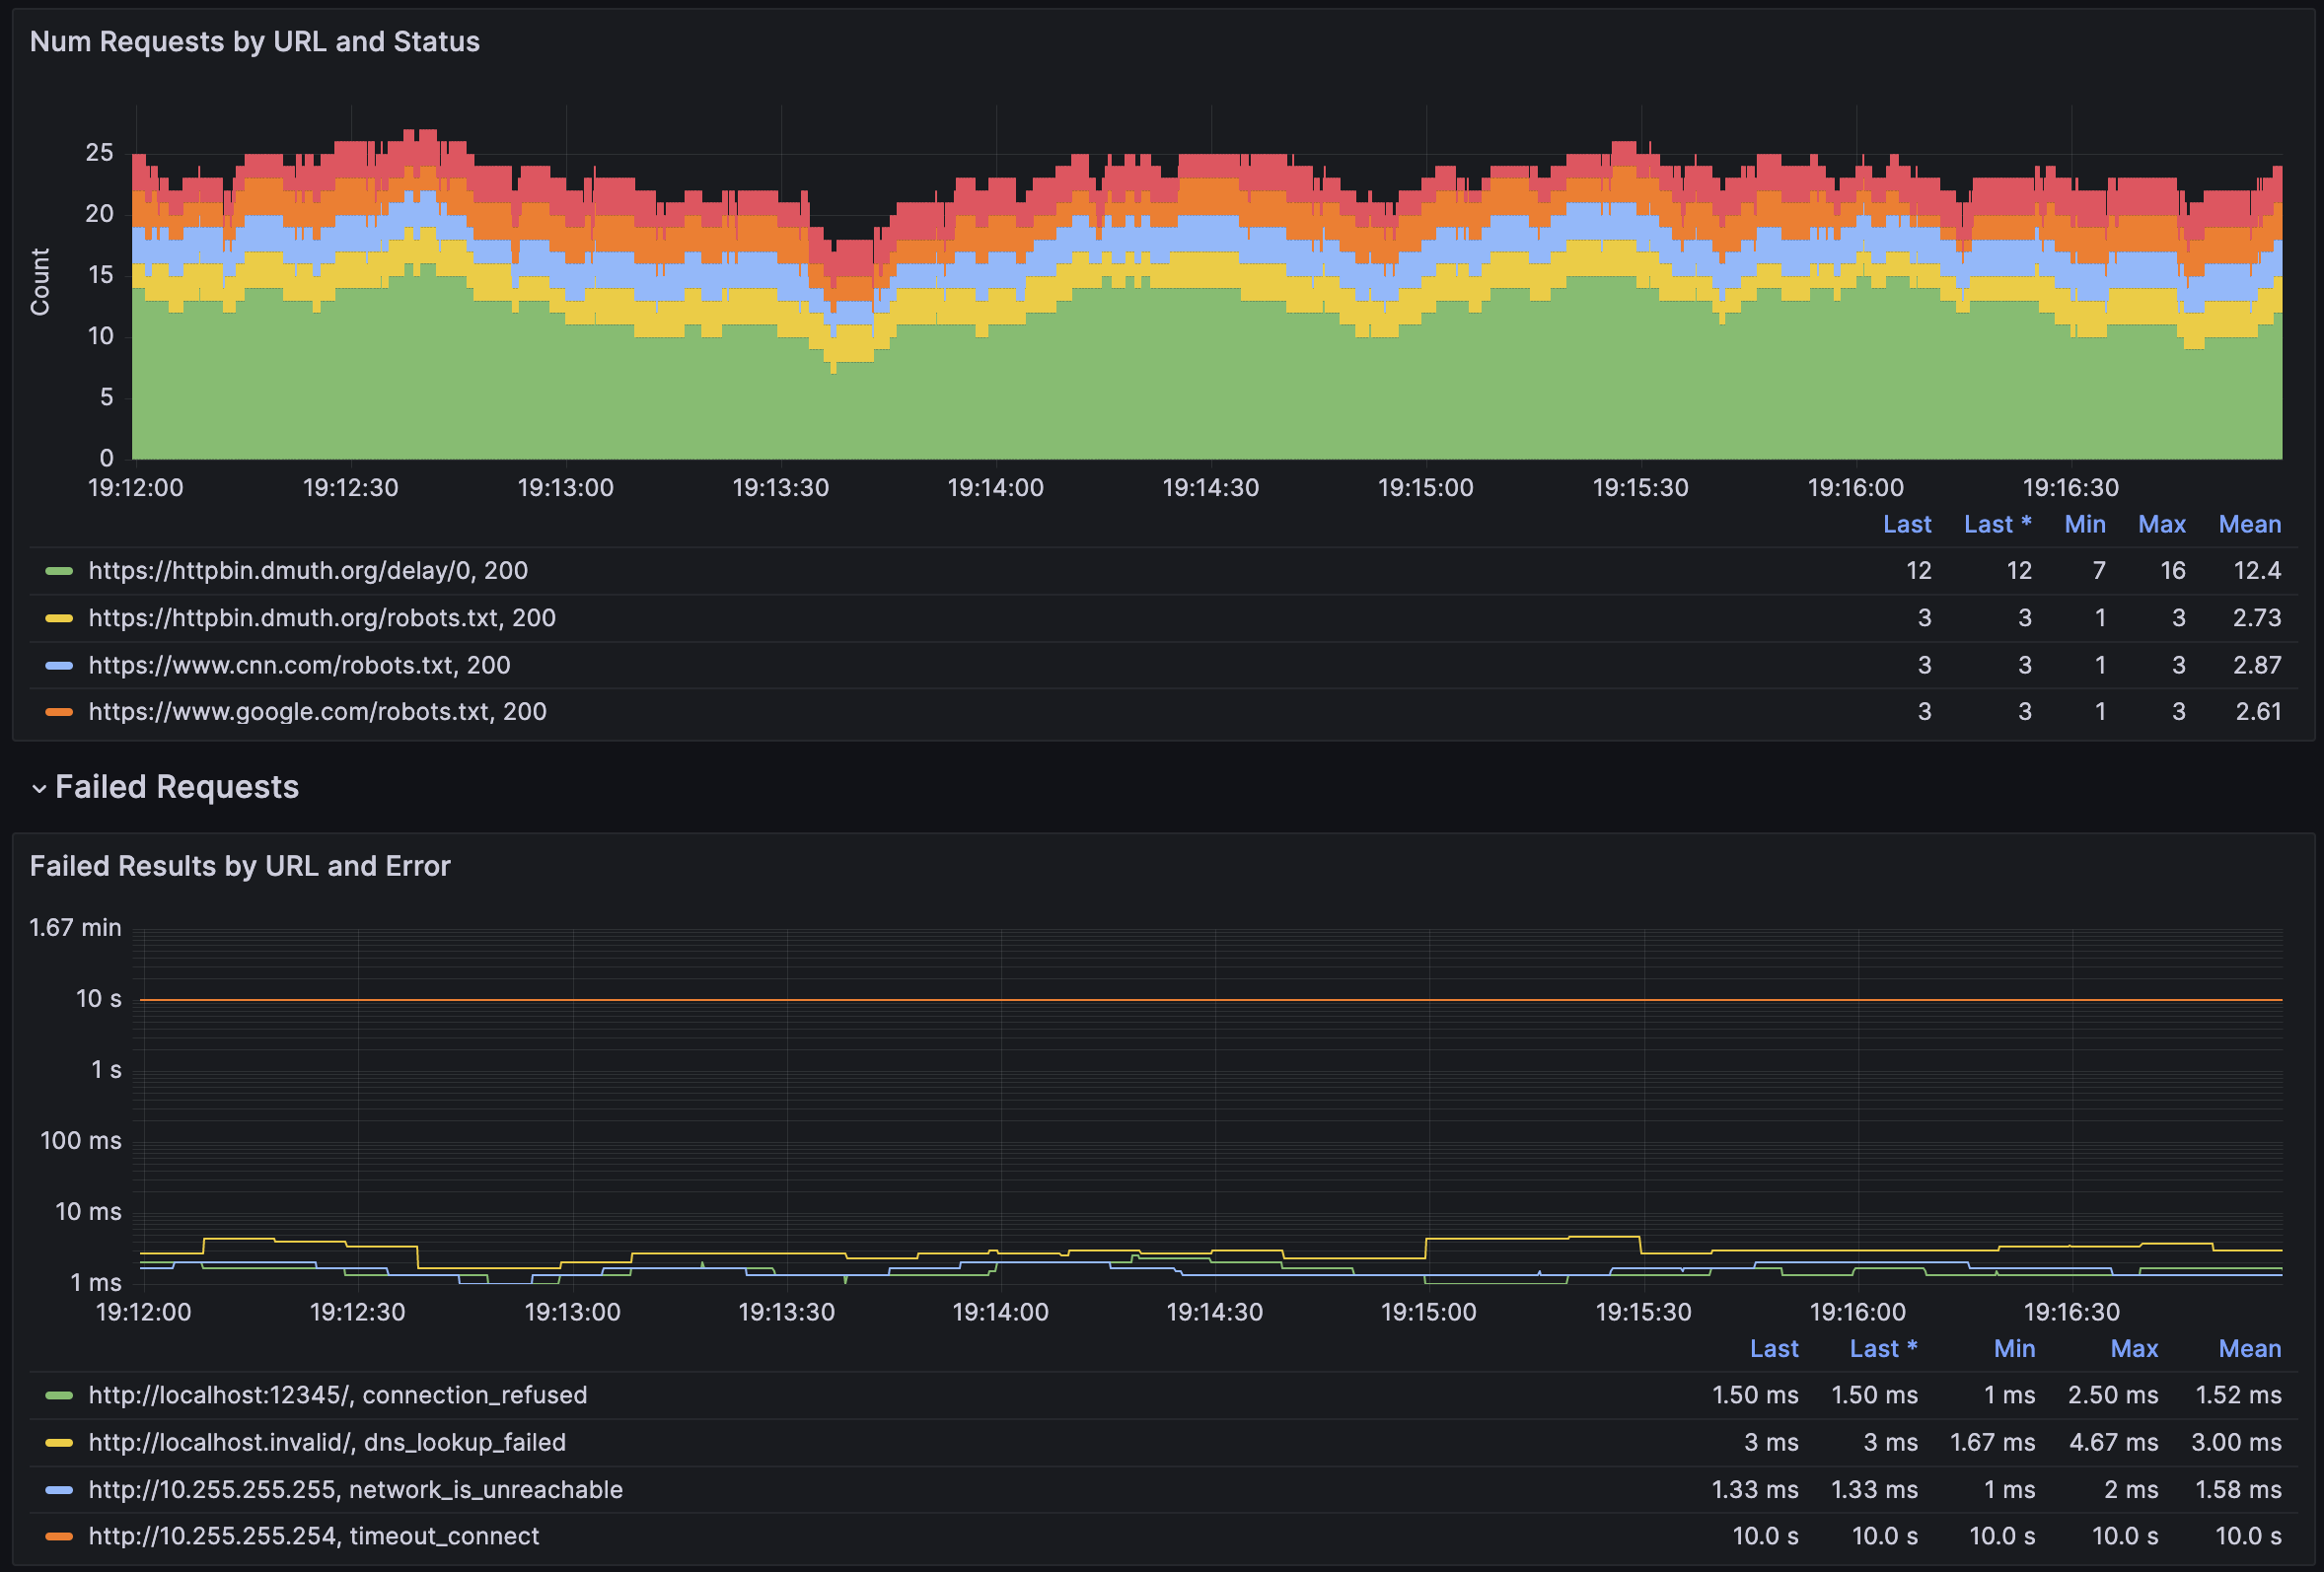 Num Requests by URL and Status
Count
25
20
15
10
5
0
19:12:00 19:12:30 19:13:00 19:13:30 19:14:00 19:14:30 19:15:00 19:15:30 19:16:00 19:16:30
Last Last * Min Max Mean
https://httpbin.dmuth.org/delay/0, 200 12 12 7 16 12.4
https://httpbin.dmuth.org/robots.txt, 200 3 3 1 3 2.73
https://www.cnn.com/robots.txt, 200 3 3 1 3 2.87
https://www.google.com/robots.txt, 200 3 3 1 3 2.61
Failed Requests
Failed Results by URL and Error
1.67 min
10 s
1 s
100 ms
10 ms
1 ms
19:12:00 19:12:30 19:13:00 19:13:30 19:14:00 19:14:30 19:15:00 19:15:30 19:16:00 19:16:30
Last Last * Min Max Mean
http://localhost:12345/, connection_refused 1.50 ms 1.50 ms 1 ms 2.50 ms 1.52 ms
http://localhost.invalid/, dns_lookup_failed 3 ms 3 ms 1.67 ms 4.67 ms 3.00 ms
http://10.255.255.255, network_is_unreachable 1.33 ms 1.33 ms 1 ms 2 ms 1.58 ms
http://10.255.255.254, timeout_connect 10.0 s 10.0 s 10.0 s 10.0 s 10.0 s